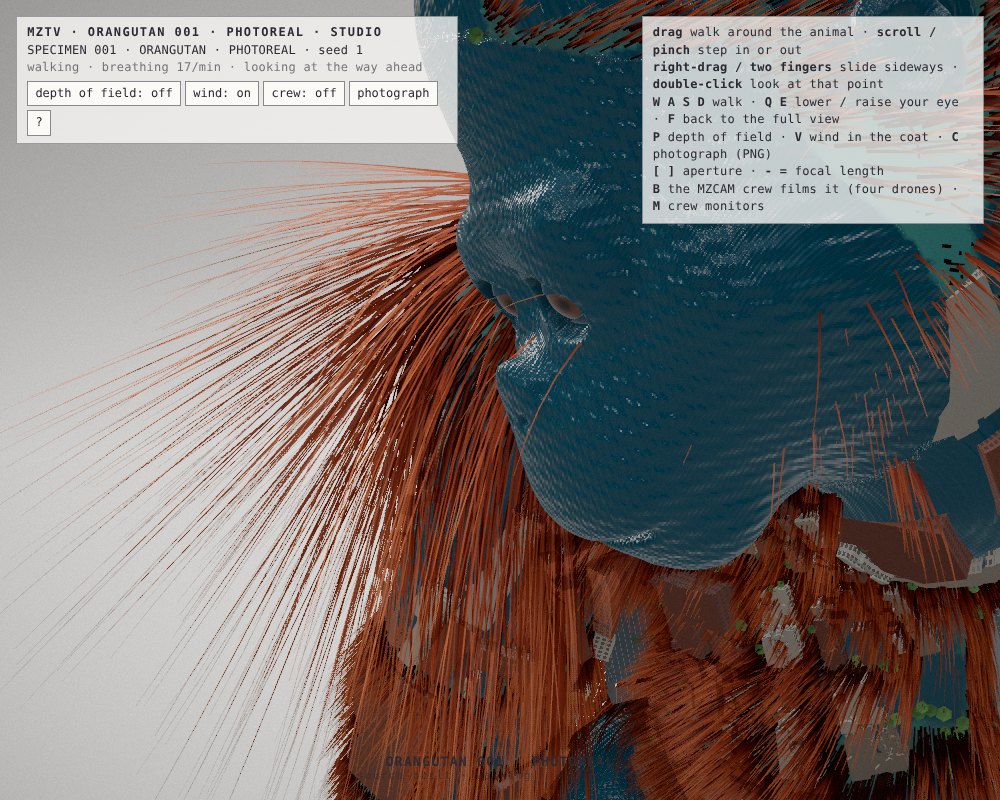 MZTV · ORANGUTAN 001 · PHOTOREAL · STUDIO
SPECIMEN 001 · ORANGUTAN · PHOTOREAL · seed 1
walking · breathing 17/min · looking at the way ahead
depth of field: off wind: on crew: off photograph
?
drag walk around the animal · scroll /
pinch step in or out
right-drag / two fingers slide sideways ·
double-click look at that point
W A S D walk · Q E lower / raise your eye
· F back to the full view
P depth of field · V wind in the coat · C
photograph (PNG)
[ ] aperture · - = focal length
B the MZCAM crew films it (four drones) ·
M crew monitors
ORANGUTAN 001 · PHOTOREAL